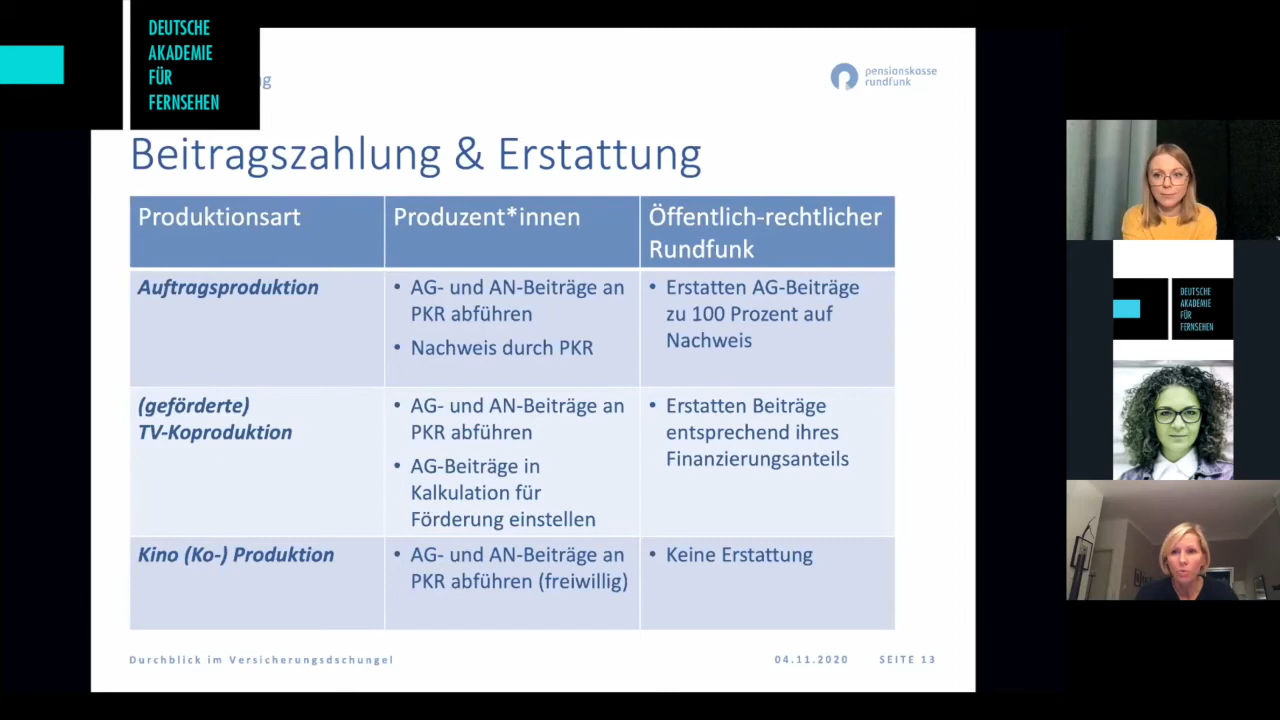 DEUTSCHE
AKADEMIE
FÜR
FERNSEHEN
pensionskasse
rundfunk
Beitragszahlung & Erstattung
Produktionsart
Produzent*innen
Öffentlich-rechtlicher
Rundfunk
Auftragsproduktion
• AG- und AN-Beiträge an
PKR abführen
• Nachweis durch PKR
• Erstatten AG-Beiträge
zu 100 Prozent auf
Nachweis
(geförderte)
TV-Koproduktion
• AG- und AN-Beiträge an
PKR abführen
• AG-Beiträge in
Kalkulation für
Förderung einstellen
• Erstatten Beiträge
entsprechend ihres
Finanzierungsanteils
Kino (Ko-) Produktion
• AG- und AN-Beiträge an
PKR abführen (freiwillig)
• Keine Erstattung
Durchblick im Versicherungsdschungel
04.11.2020 SEITE 13
DEUTSCHE
AKADEMIE
FÜR
FERNSEHEN